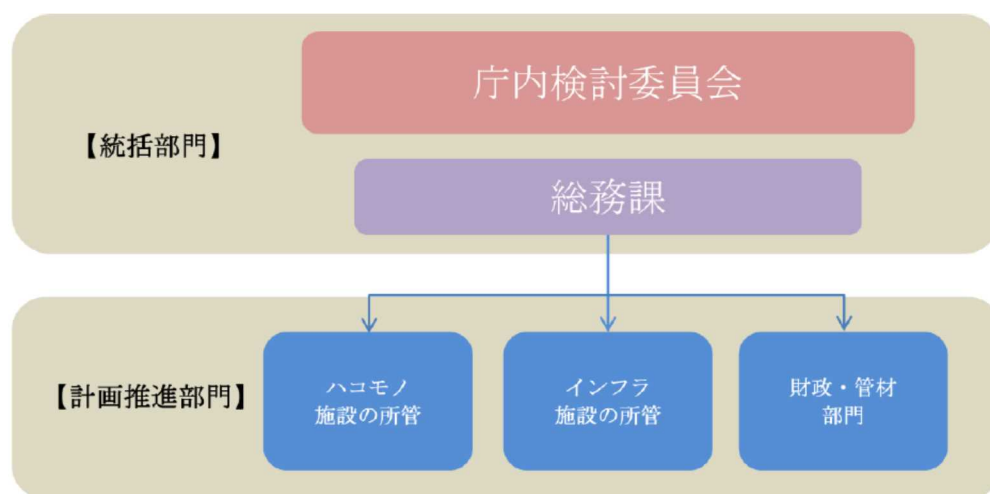 庁内検討委員会
【統括部門】
総務課
【計画推進部門】
ハコモノ
施設の所管
インフラ
施設の所管
財政・管材
部門